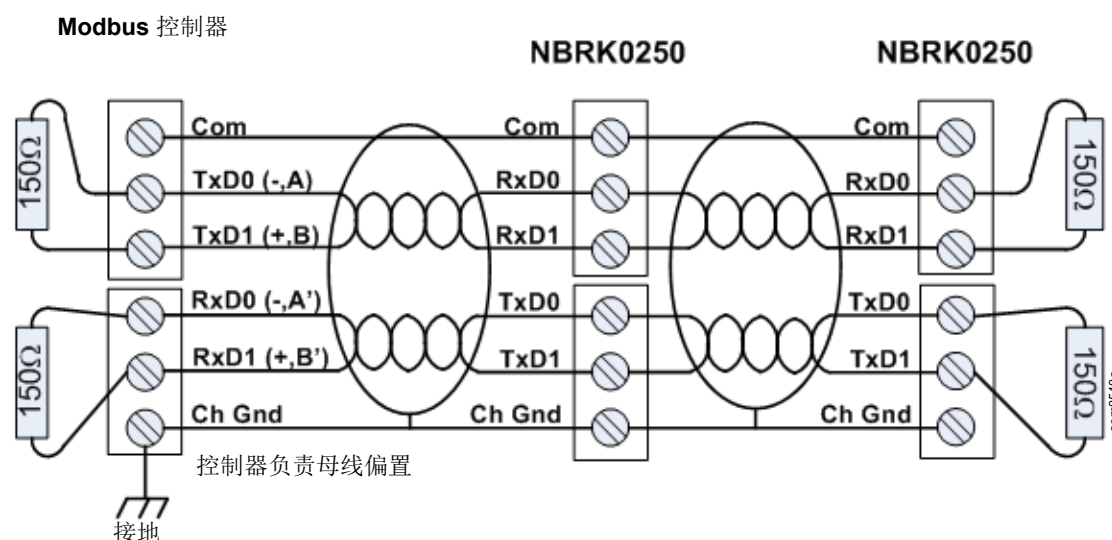 Modbus 控制器
NBRK0250
NBRK0250
150Ω
Com
Com
Com
150Ω
TxD0 (-,A)
RxD0
RxD0
TxD1 (+,B)
RxD1
RxD1
150Ω
RxD0 (-,A’)
TxD0
TxD0
150Ω
RxD1 (+,B’)
TxD1
TxD1
Ch Gnd
Ch Gnd
Ch Gnd
控制器负责母线偏置
接地